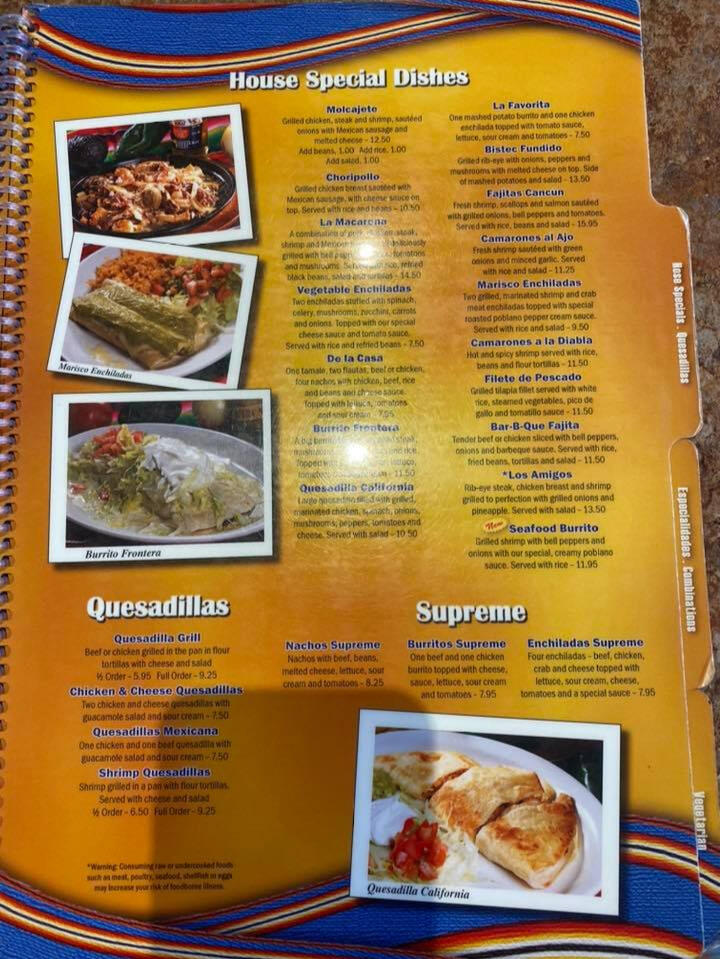 House Special Dishes
Molcajete
Grilled chicken, steak and shrimp, sautéed
onions with Mexican sausage and
melted cheese – 12.50
Add beans, 1.00 Add rice, 1.00
Add salad, 1.00
Choripollo
Grilled chicken breast sautéed with
Mexican sausage, with cheese sauce on
top. Served with rice and beans – 10.50
La Macarena
A combination of pork, chicken, steak,
shrimp and Mexican deliciously
grilled with bell tomatoes
and mushrooms. Served with rice, refried
black beans, salad and tortillas – 14.50
Vegetable Enchiladas
Two enchiladas stuffed with spinach,
celery, mushrooms, zucchini, carrots
and onions. Topped with our special
cheese sauce and tomato sauce.
Served with rice and refried beans – 7.50
De la Casa
One tamale, two flautas, beef or chicken,
four nachos with chicken, beef, rice
and beans and cheese sauce.
Topped with lettuce, tomatoes
and sour cream – 7.95
Burrito Frontera
A big steak,
mushrooms and rice.
Topped with lettuce,
– 11.50
Quesadilla California
Large quesadilla filled with grilled,
marinated chicken, spinach, onions,
mushrooms, peppers, tomatoes and
cheese. Served with salad – 10.50
La Favorita
One mashed potato burrito and one chicken
enchilada topped with tomato sauce,
lettuce, sour cream and tomatoes – 7.50
Bistec Fundido
Grilled rib-eye with onions, peppers and
mushrooms with melted cheese on top. Side
of mashed potatoes and salad – 13.50
Fajitas Cancun
Fresh shrimp, scallops and salmon sautéed
with grilled onions, bell peppers and tomatoes.
Served with rice, beans and salad – 15.95
Camarones al Ajo
Fresh shrimp sautéed with green
onions and minced garlic. Served
with rice and salad – 11.25
Marisco Enchiladas
Two grilled, marinated shrimp and crab
meat enchiladas topped with special
roasted poblano pepper cream sauce.
Served with rice and salad – 9.50
Camarones a la Diabla
Hot and spicy shrimp served with rice,
beans and flour tortillas – 11.50
Filete de Pescado
Grilled tilapia fillet served with white
rice, steamed vegetables, pico de
gallo and tomatillo sauce – 11.50
Bar-B-Que Fajita
Tender beef or chicken sliced with bell peppers,
onions and barbeque sauce. Served with rice,
fried beans, tortillas and salad – 11.50
*Los Amigos
Rib-eye steak, chicken breast and shrimp
grilled to perfection with grilled onions and
pineapple. Served with salad – 13.50
New Seafood Burrito
Grilled shrimp with bell peppers and
onions with our special, creamy poblano
sauce. Served with rice – 11.95
Marisco Enchiladas
Burrito Frontera
Quesadillas
Quesadilla Grill
Beef or chicken grilled in the pan in flour
tortillas with cheese and salad
½ Order – 5.95 Full Order – 9.25
Chicken & Cheese Quesadillas
Two chicken and cheese quesadillas with
guacamole salad and sour cream – 7.50
Quesadillas Mexicana
One chicken and one beef quesadilla with
guacamole salad and sour cream – 7.50
Shrimp Quesadillas
Shrimp grilled in a pan with flour tortillas.
Served with cheese and salad
½ Order – 6.50 Full Order – 9.25
*Warning: Consuming raw or undercooked foods
such as meat, poultry, seafood, shellfish or eggs
may increase your risk of foodborne illness.
Supreme
Nachos Supreme
Nachos with beef, beans,
melted cheese, lettuce, sour
cream and tomatoes – 8.25
Burritos Supreme
One beef and one chicken
burrito topped with cheese,
sauce, lettuce, sour cream
and tomatoes – 7.95
Enchiladas Supreme
Four enchiladas – beef, chicken,
crab and cheese topped with
lettuce, sour cream, cheese,
tomatoes and a special sauce – 7.95
Quesadilla California
Hose Specials . Quesadillas
Especialidades . Combinations
Vegetarian